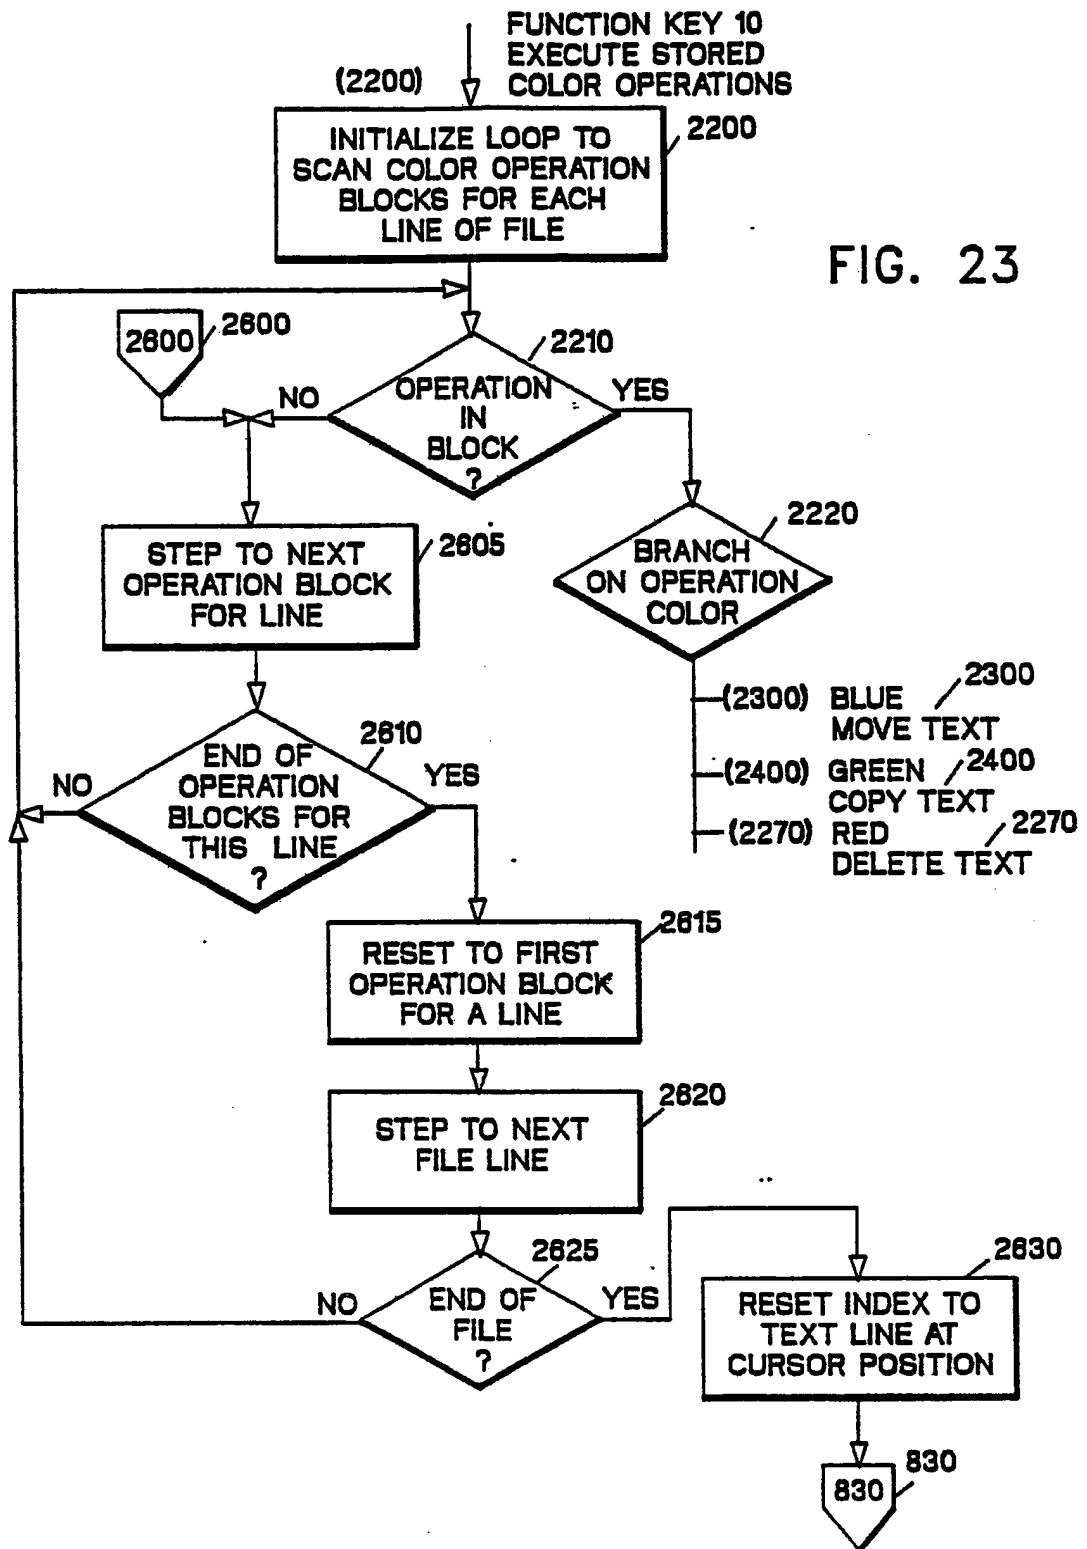 FUNCTION KEY 10
EXECUTE STORED
COLOR OPERATIONS
(2200)
2200
INITIALIZE LOOP TO
SCAN COLOR OPERATION
BLOCKS FOR EACH
LINE OF FILE
FIG. 23
2600
2600
2210
NO
OPERATION
IN
BLOCK
?
YES
2605
STEP TO NEXT
OPERATION BLOCK
FOR LINE
2220
BRANCH
ON OPERATION
COLOR
(2300) BLUE
MOVE TEXT
2300
(2400) GREEN
COPY TEXT
2400
(2270) RED
DELETE TEXT
2270
2610
NO
END OF
OPERATION
BLOCKS FOR
THIS LINE
?
YES
2615
RESET TO FIRST
OPERATION BLOCK
FOR A LINE
2620
STEP TO NEXT
FILE LINE
2625
NO
END OF
FILE
?
YES
2630
RESET INDEX TO
TEXT LINE AT
CURSOR POSITION
830
830